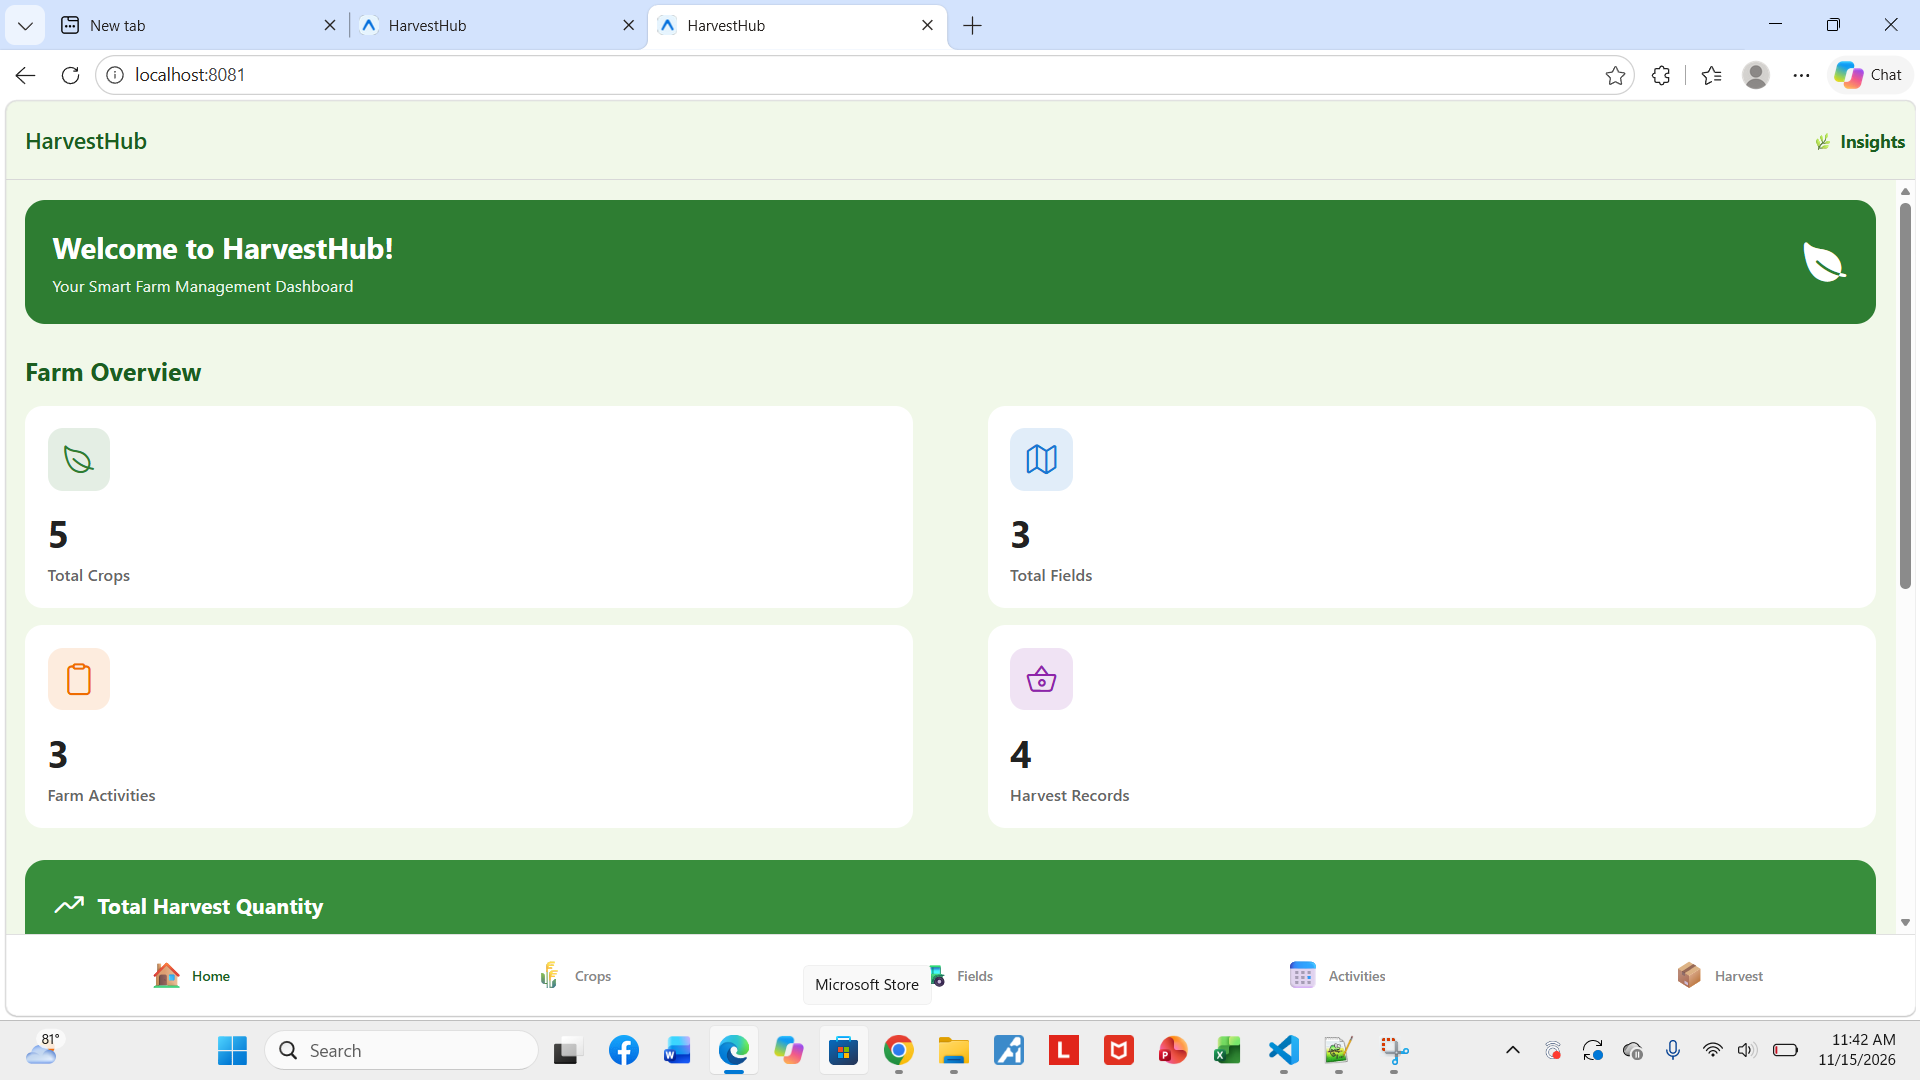 New tab
HarvestHub
HarvestHub
localhost:8081
Chat
HarvestHub
Insights
Welcome to HarvestHub!
Your Smart Farm Management Dashboard
Farm Overview
5
Total Crops
3
Total Fields
3
Farm Activities
4
Harvest Records
Total Harvest Quantity
Home
Crops
Fields
Activities
Harvest
Microsoft Store
81°
Search
11:42 AM
11/15/2026